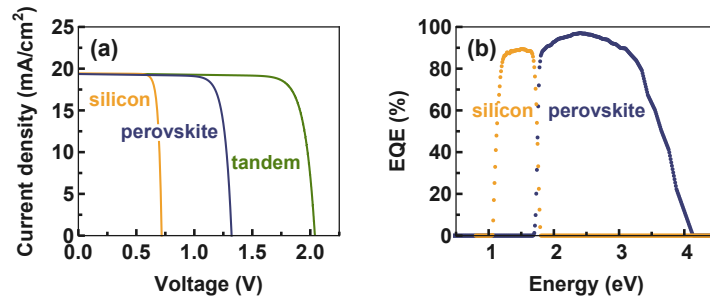 (a)
silicon
perovskite
tandem
Current density (mA/cm²)
25
20
15
10
5
0
0.0 0.5 1.0 1.5 2.0
Voltage (V)
(b)
silicon perovskite
EQE (%)
100
80
60
40
20
0
1 2 3 4
Energy (eV)